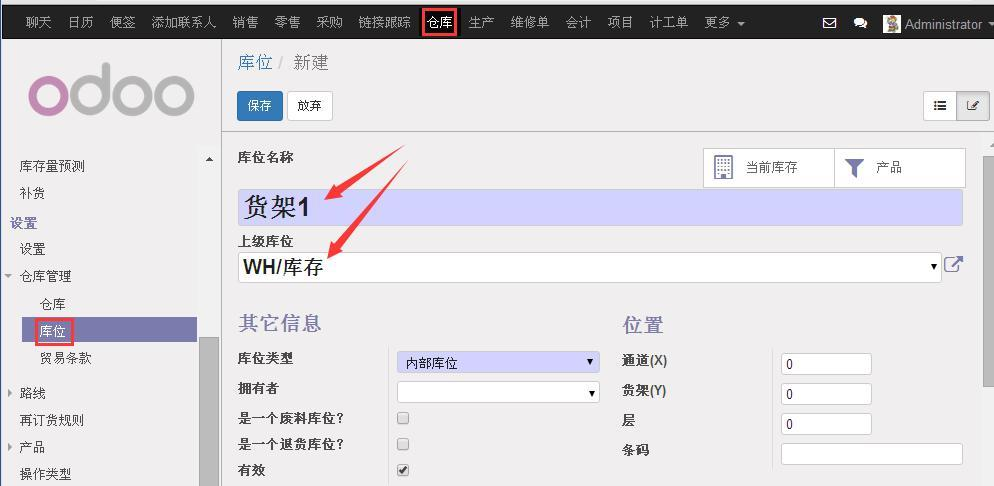 聊天 日历 便签 添加联系人 销售 零售 采购 链接跟踪 仓库 生产 维修单 会计 项目 计工单 更多 Administrator
odoo
库存量预测
补货
设置
设置
仓库管理
仓库
库位
贸易条款
路线
再订货规则
产品
操作类型
库位 / 新建
保存 放弃
库位名称
当前库存 产品
货架1
上级库位
WH/库存
其它信息
库位类型 内部库位
拥有者
是一个废料库位?
是一个退货库位?
有效
位置
通道(X) 0
货架(Y) 0
层 0
条码